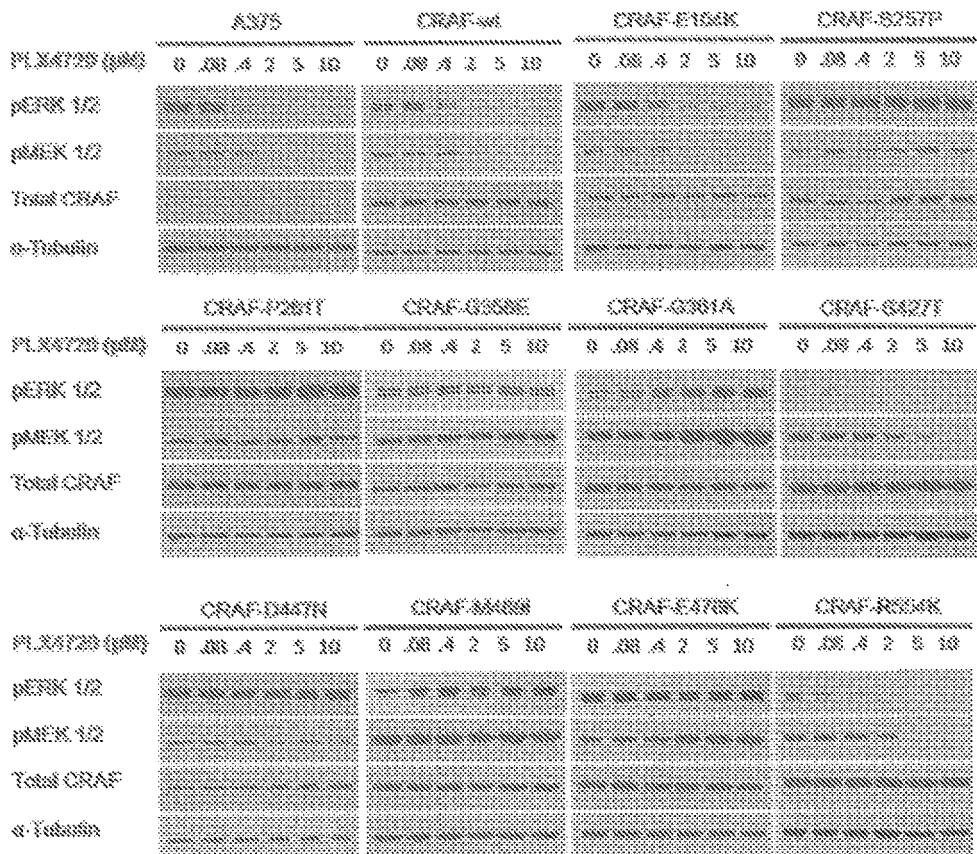 A375 CRAF-wt CRAF-E104K CRAF-S257P
PLX4720 (µM) 0 .08 .4 2 5 10 0 .08 .4 2 5 10 0 .08 .4 2 5 10 0 .08 .4 2 5 10
pERK 1/2
pMEK 1/2
Total CRAF
α-Tubulin
CRAF-P261T CRAF-G356E CRAF-G361A CRAF-S427T
PLX4720 (µM) 0 .08 .4 2 5 10 0 .08 .4 2 5 10 0 .08 .4 2 5 10 0 .08 .4 2 5 10
pERK 1/2
pMEK 1/2
Total CRAF
α-Tubulin
CRAF-D447N CRAF-M469I CRAF-E478K CRAF-R554K
PLX4720 (µM) 0 .08 .4 2 5 10 0 .08 .4 2 5 10 0 .08 .4 2 5 10 0 .08 .4 2 5 10
pERK 1/2
pMEK 1/2
Total CRAF
α-Tubulin